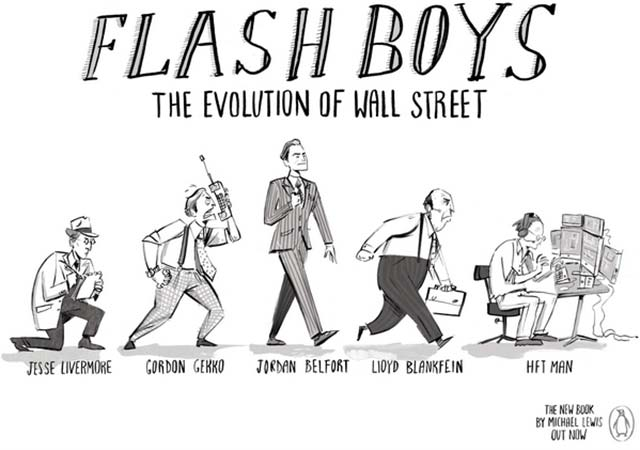 FLASH BOYS
THE EVOLUTION OF WALL STREET
JESSE LIVERMORE
GORDON GEKKO
JORDAN BELFORT
LLOYD BLANKFEIN
HFT MAN
THE NEW BOOK
BY MICHAEL LEWIS
OUT NOW